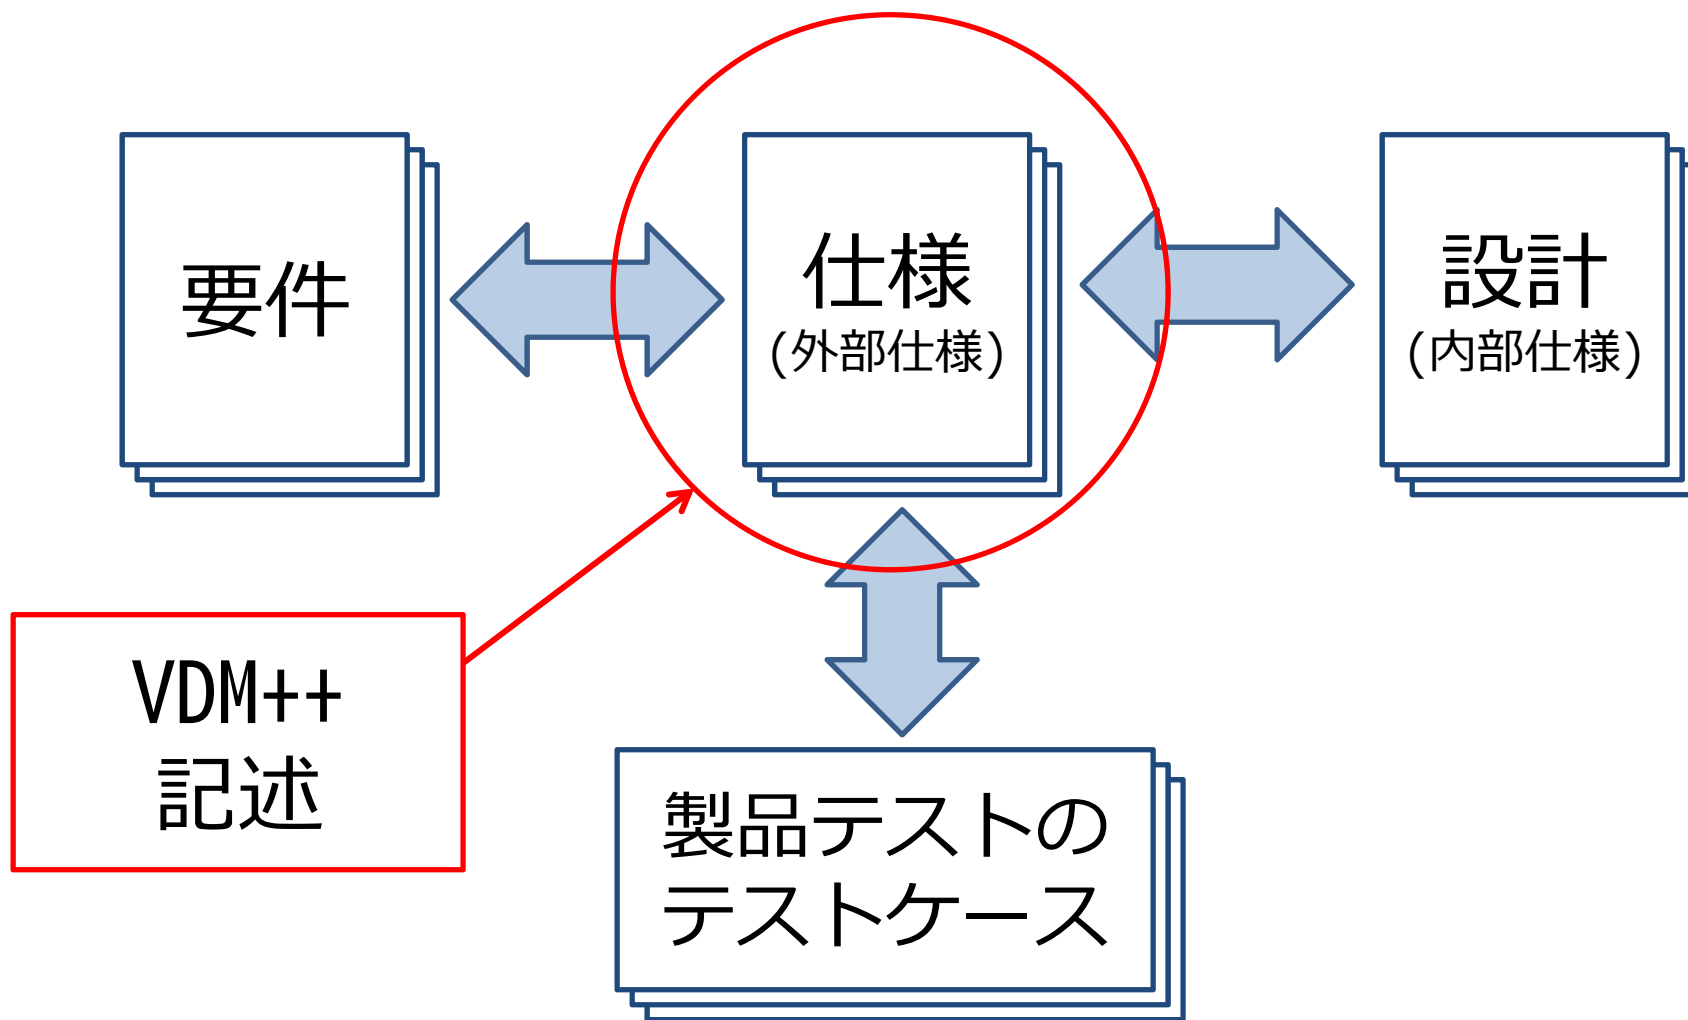 要件
仕様
(外部仕様)
設計
(内部仕様)
VDM++
記述
製品テストの
テストケース